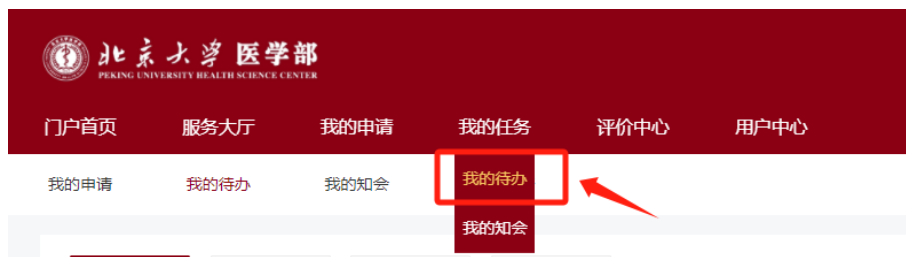 北京大学 医学部
PEKING UNIVERSITY HEALTH SCIENCE CENTER
门户首页 服务大厅 我的申请 我的任务 评价中心 用户中心
我的申请 我的待办 我的知会 我的待办
我的知会